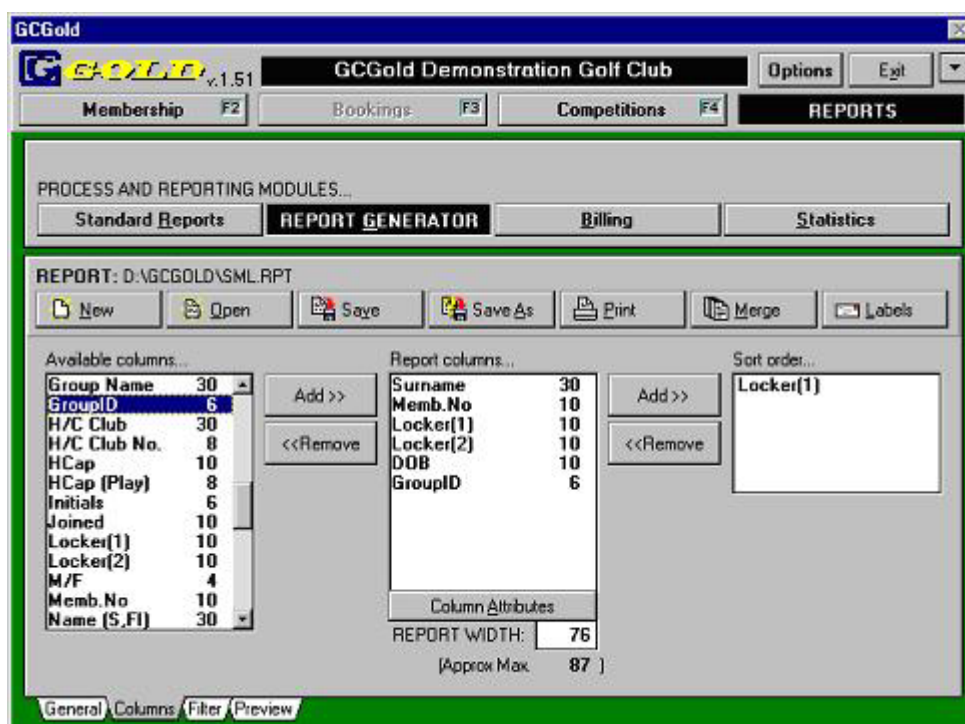 GCGold
GOLD v.1.51 GCGold Demonstration Golf Club Options Exit
Membership F2 Bookings F3 Competitions F4 REPORTS
PROCESS AND REPORTING MODULES...
Standard Reports REPORT GENERATOR Billing Statistics
REPORT: D:\GCGOLD\SML.RPT
New Open Save Save As Print Merge Labels
Available columns...
Group Name 30
GroupID 6
H/C Club 30
H/C Club No. 8
HCap 10
HCap (Play) 8
Initials 6
Joined 10
Locker(1) 10
Locker(2) 10
M/F 4
Memb.No 10
Name (S,FI) 30
Add >>
<<Remove
Report columns...
Surname 30
Memb.No 10
Locker(1) 10
Locker(2) 10
DOB 10
GroupID 6
Column Attributes
REPORT WIDTH: 76
(Approx Max. 87 )
Add >>
<<Remove
Sort order...
Locker(1)
General Columns Filter Preview